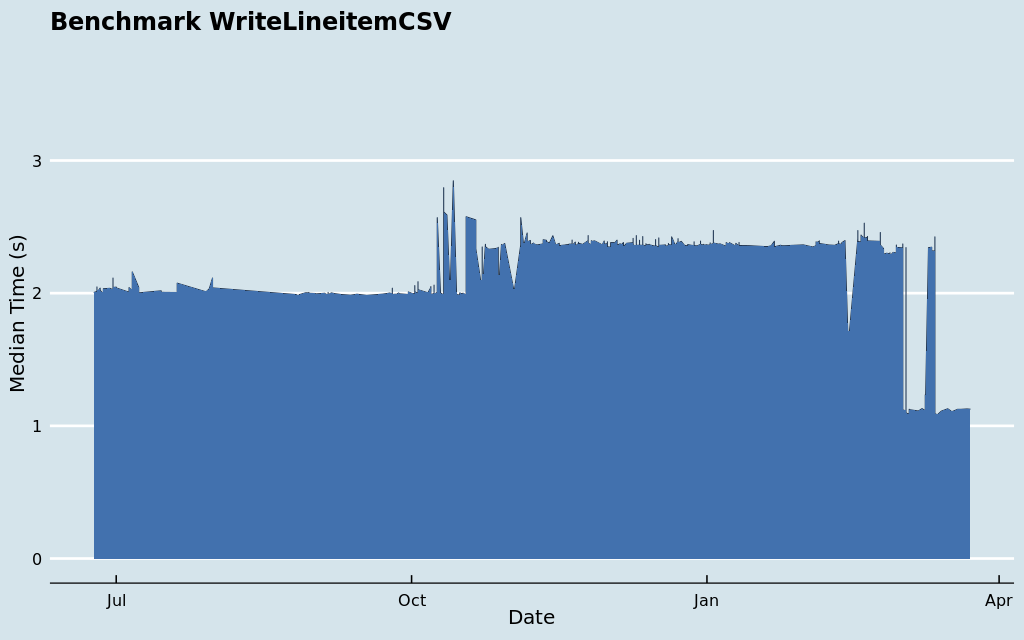 Benchmark WriteLineitemCSV
Median Time (s)
3
2
1
0
Jul
Oct
Jan
Apr
Date